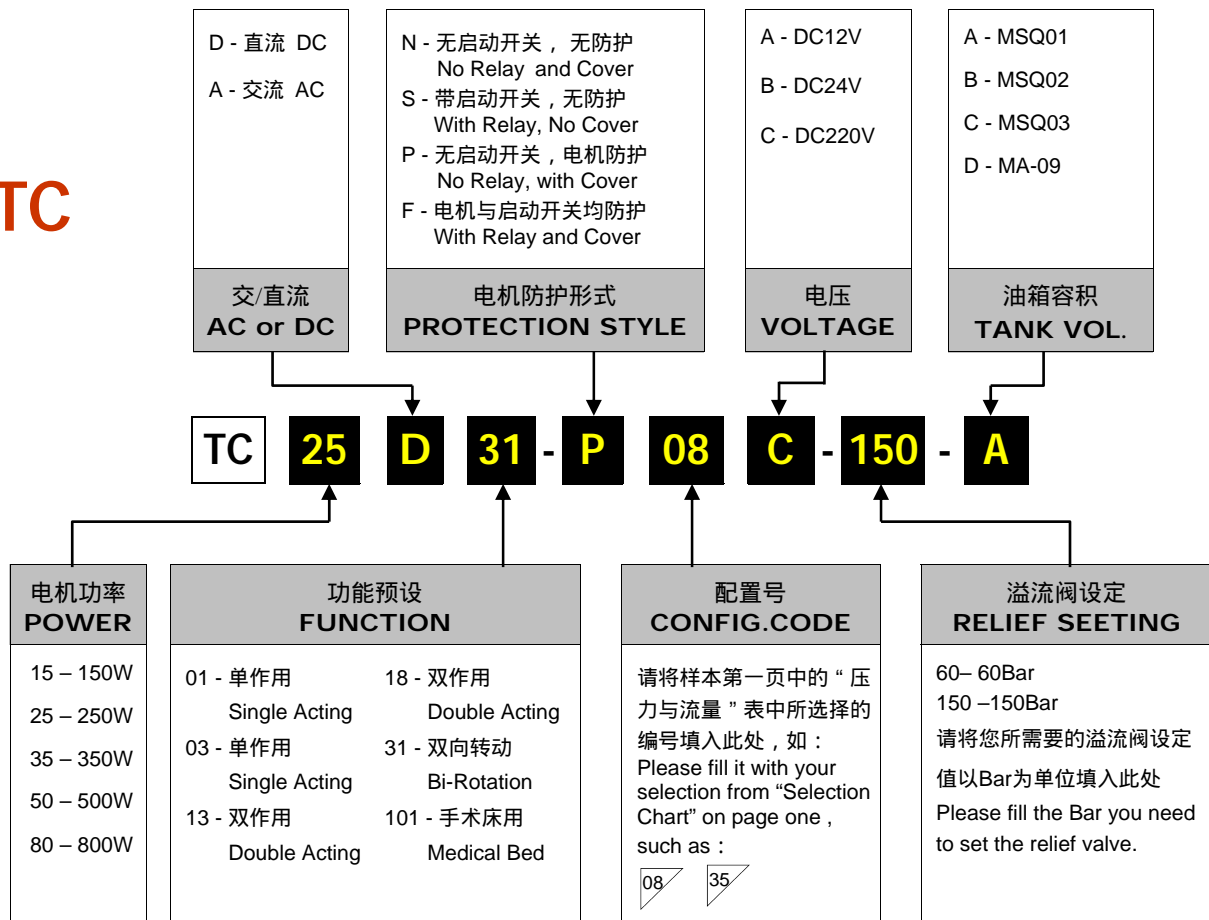 TC
D - 直流 DC
A - 交流 AC
交/直流
AC or DC
N - 无启动开关 , 无防护
No Relay and Cover
S - 带启动开关 , 无防护
With Relay, No Cover
P - 无启动开关 , 电机防护
No Relay, with Cover
F - 电机与启动开关均防护
With Relay and Cover
电机防护形式
PROTECTION STYLE
A - DC12V
B - DC24V
C - DC220V
电压
VOLTAGE
A - MSQ01
B - MSQ02
C - MSQ03
D - MA-09
油箱容积
TANK VOL.
TC 25 D 31 - P 08 C - 150 - A
电机功率
POWER
15 – 150W
25 – 250W
35 – 350W
50 – 500W
80 – 800W
功能预设
FUNCTION
01 - 单作用
Single Acting
03 - 单作用
Single Acting
13 - 双作用
Double Acting
18 - 双作用
Double Acting
31 - 双向转动
Bi-Rotation
101 - 手术床用
Medical Bed
配置号
CONFIG.CODE
请将样本第一页中的 “ 压
力与流量 ” 表中所选择的
编号填入此处 , 如 :
Please fill it with your
selection from “Selection
Chart” on page one ,
such as :
08 35
溢流阀设定
RELIEF SEETING
60– 60Bar
150 –150Bar
请将您所需要的溢流阀设定
值以Bar为单位填入此处
Please fill the Bar you need
to set the relief valve.